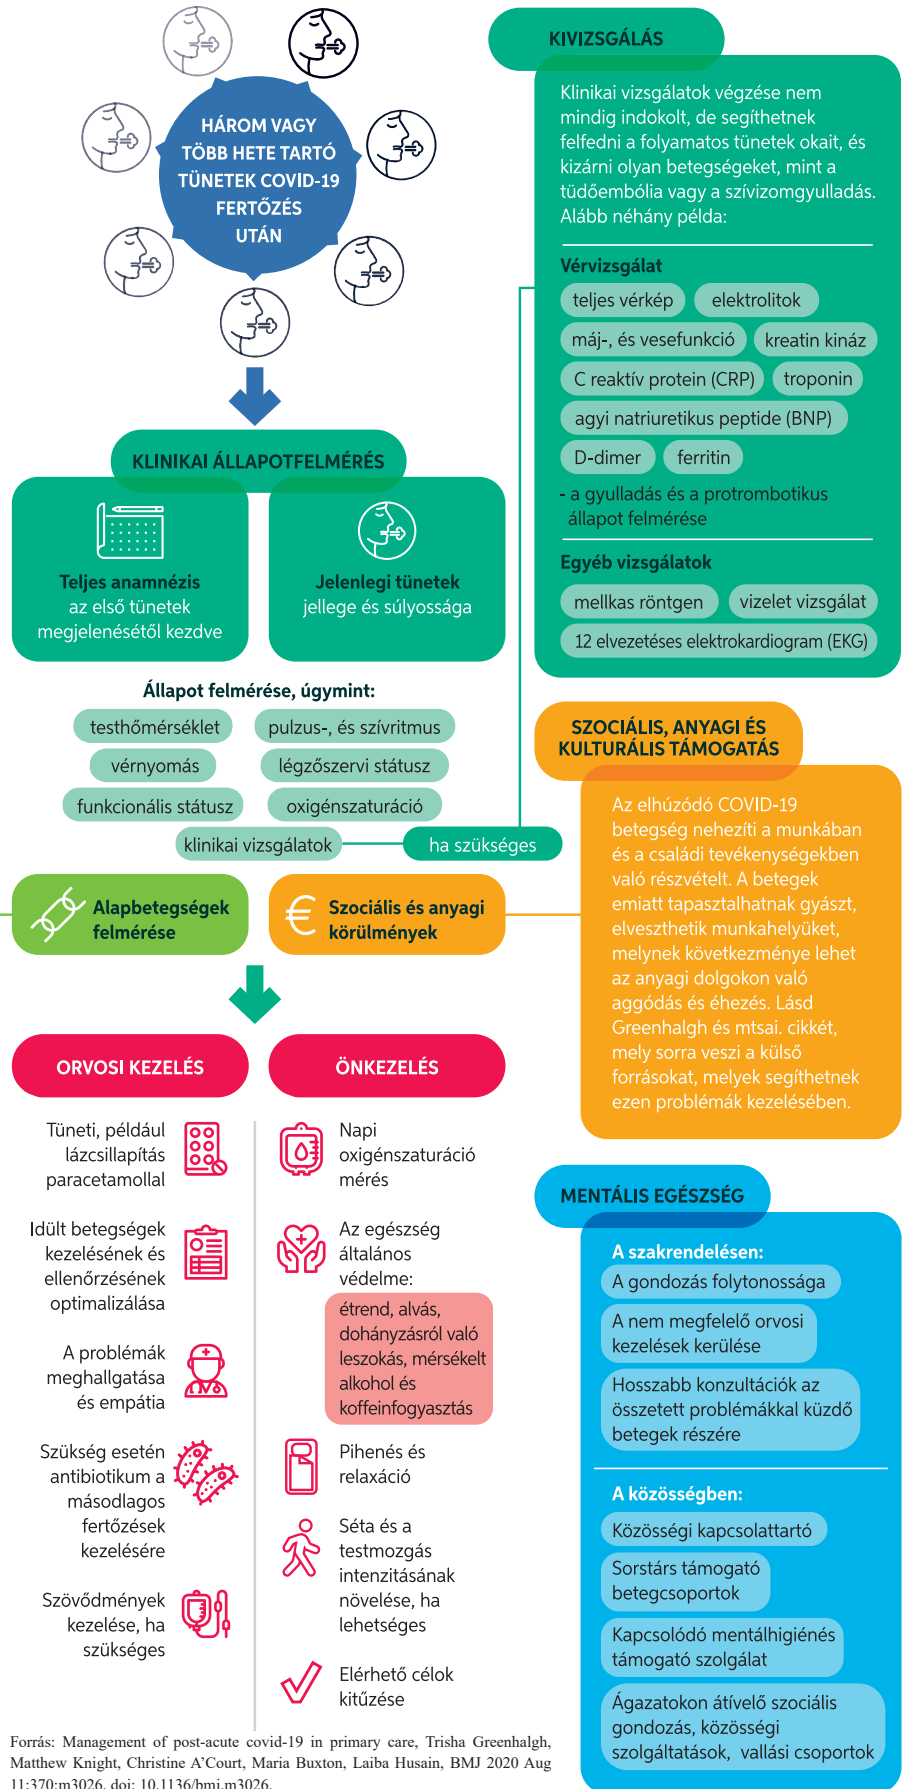 HÁROM VAGY
TÖBB HETE TARTÓ
TÜNETEK COVID-19
FERTŐZÉS
UTÁN
KLINIKAI ÁLLAPOTFELMÉRÉS
Teljes anamnézis
az első tünetek
megjelenésétől kezdve
Jelenlegi tünetek
jellege és súlyossága
Állapot felmérése, úgymint:
testhőmérséklet
pulzus-, és szívritmus
vérnyomás
légzőszervi státusz
funkcionális státusz
oxigénszaturáció
klinikai vizsgálatok
ha szükséges
Alapbetegségek
felmérése
€ Szociális és anyagi
körülmények
ORVOSI KEZELÉS
Tüneti, például
lázcsillapítás
paracetamollal
Idült betegségek
kezelésének és
ellenőrzésének
optimalizálása
A problémák
meghallgatása
és empátia
Szükség esetén
antibiotikum a
másodlagos
fertőzések
kezelésére
Szövődmények
kezelése, ha
szükséges
ÖNKEZELÉS
Napi
oxigénszaturáció
mérés
Az egészség
általános
védelme:
étrend, alvás,
dohányzásról való
leszokás, mérsékelt
alkohol és
koffeinfogyasztás
Pihenés és
relaxáció
Séta és a
testmozgás
intenzitásának
növelése, ha
lehetséges
Elérhető célok
kitűzése
KIVIZSGÁLÁS
Klinikai vizsgálatok végzése nem
mindig indokolt, de segíthetnek
felfedni a folyamatos tünetek okait, és
kizárni olyan betegségeket, mint a
tüdőembólia vagy a szívizomgyulladás.
Alább néhány példa:
Vérvizsgálat
teljes vérkép
elektrolitok
máj-, és vesefunkció
kreatin kináz
C reaktív protein (CRP)
troponin
agyi natriuretikus peptide (BNP)
D-dimer
ferritin
- a gyulladás és a protrombotikus
állapot felmérése
Egyéb vizsgálatok
mellkas röntgen
vizelet vizsgálat
12 elvezetéses elektrokardiogram (EKG)
SZOCIÁLIS, ANYAGI ÉS
KULTURÁLIS TÁMOGATÁS
Az elhúzódó COVID-19
betegség nehezíti a munkában
és a családi tevékenységekben
való részvételt. A betegek
emiatt tapasztalhatnak gyászt,
elveszthetik munkahelyüket,
melynek következménye lehet
az anyagi dolgokon való
aggódás és éhezés. Lásd
Greenhalgh és mtsai. cikkét,
mely sorra veszi a külső
forrásokat, melyek segíthetnek
ezen problémák kezelésében.
MENTÁLIS EGÉSZSÉG
A szakrendelésen:
A gondozás folytonossága
A nem megfelelő orvosi
kezelések kerülése
Hosszabb konzultációk az
összetett problémákkal küzdő
betegek részére
A közösségben:
Közösségi kapcsolattartó
Sorstárs támogató
betegcsoportok
Kapcsolódó mentálhigiénés
támogató szolgálat
Ágazatokon átívelő szociális
gondozás, közösségi
szolgáltatások, vallási csoportok
Forrás: Management of post-acute covid-19 in primary care, Trisha Greenhalgh,
Matthew Knight, Christine A’Court, Maria Buxton, Laiba Husain, BMJ 2020 Aug
11;370:m3026. doi: 10.1136/bmj.m3026.